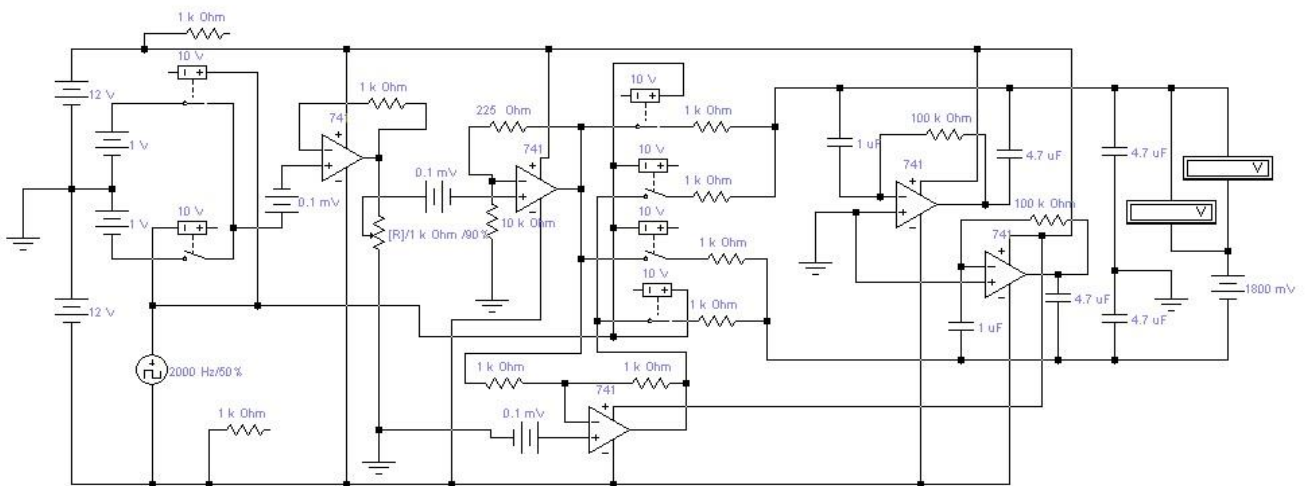 1 k Ohm
10 V
12 V
1 V
10 V
1 V
12 V
2000 Hz/50%
1 k Ohm
1 k Ohm
741
0.1 mV
[R]/1 k Ohm /90%
225 Ohm
0.1 mV
741
10 k Ohm
10 V
1 k Ohm
10 V
1 k Ohm
10 V
1 k Ohm
10 V
1 k Ohm
1 k Ohm
1 k Ohm
741
0.1 mV
1 uF
100 k Ohm
741
4.7 uF
100 k Ohm
741
1 uF
4.7 uF
4.7 uF
4.7 uF
V
V
1800 mV